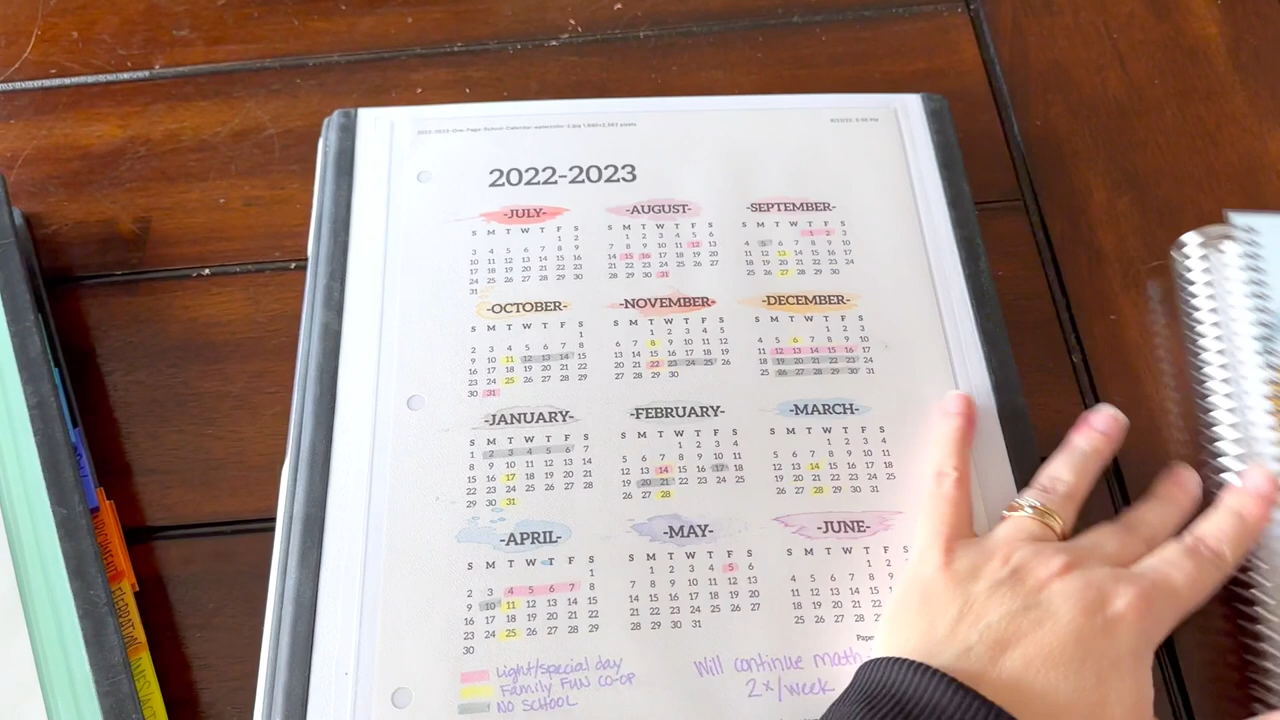 2022-2023-One-Page-School-Calendar-watercolor-2.jpg 1,680×2,363 pixels
2022-2023
-JULY-
S M T W T F S
1 2
3 4 5 6 7 8 9
10 11 12 13 14 15 16
17 18 19 20 21 22 23
24 25 26 27 28 29 30
31
-AUGUST-
S M T W T F S
1 2 3 4 5 6
7 8 9 10 11 12 13
14 15 16 17 18 19 20
21 22 23 24 25 26 27
28 29 30 31
-SEPTEMBER-
S M T W T F S
1 2 3
4 5 6 7 8 9 10
11 12 13 14 15 16 17
18 19 20 21 22 23 24
25 26 27 28 29 30
-OCTOBER-
S M T W T F S
1
2 3 4 5 6 7 8
9 10 11 12 13 14 15
16 17 18 19 20 21 22
23 24 25 26 27 28 29
30 31
-NOVEMBER-
S M T W T F S
1 2 3 4 5
6 7 8 9 10 11 12
13 14 15 16 17 18 19
20 21 22 23 24 25 26
27 28 29 30
-DECEMBER-
S M T W T F S
1 2 3
4 5 6 7 8 9 10
11 12 13 14 15 16 17
18 19 20 21 22 23 24
25 26 27 28 29 30 31
-JANUARY-
S M T W T F S
1 2 3 4 5 6 7
8 9 10 11 12 13 14
15 16 17 18 19 20 21
22 23 24 25 26 27 28
29 30 31
-FEBRUARY-
S M T W T F S
1 2 3 4
5 6 7 8 9 10 11
12 13 14 15 16 17 18
19 20 21 22 23 24 25
26 27 28
-MARCH-
S M T W T F S
1 2 3 4
5 6 7 8 9 10 11
12 13 14 15 16 17 18
19 20 21 22 23 24 25
26 27 28 29 30 31
-APRIL-
S M T W T F S
1
2 3 4 5 6 7 8
9 10 11 12 13 14 15
16 17 18 19 20 21 22
23 24 25 26 27 28 29
30
-MAY-
S M T W T F S
1 2 3 4 5 6
7 8 9 10 11 12 13
14 15 16 17 18 19 20
21 22 23 24 25 26 27
28 29 30 31
-JUNE-
S M T W T F S
1 2
4 5 6 7 8 9
11 12 13 14 15 16
18 19 20 21 22
25 26 27 28 29
Light/special day
Family FUN CO-OP
NO SCHOOL
Will continue math
2x/week
CELEBRATION